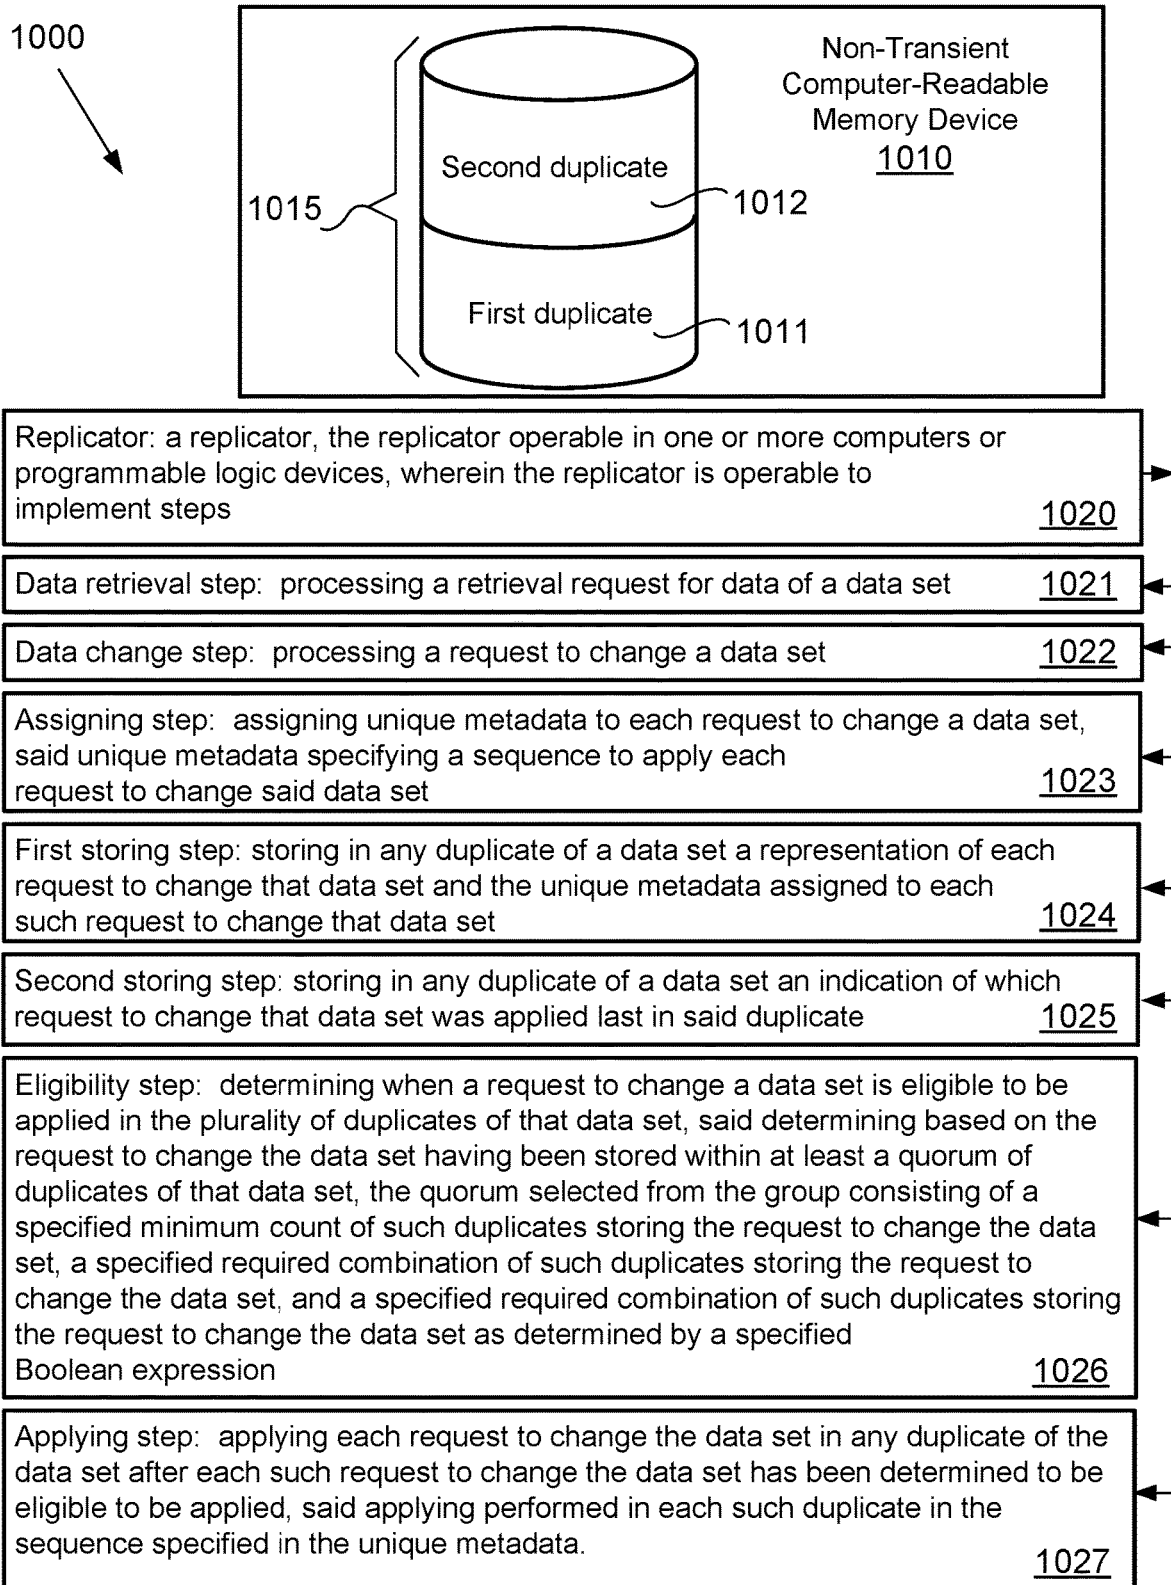 1000
Non-Transient
Computer-Readable
Memory Device
1010
Second duplicate
1015
1012
First duplicate
1011
Replicator: a replicator, the replicator operable in one or more computers or
programmable logic devices, wherein the replicator is operable to
implement steps
1020
Data retrieval step: processing a retrieval request for data of a data set
1021
Data change step: processing a request to change a data set
1022
Assigning step: assigning unique metadata to each request to change a data set,
said unique metadata specifying a sequence to apply each
request to change said data set
1023
First storing step: storing in any duplicate of a data set a representation of each
request to change that data set and the unique metadata assigned to each
such request to change that data set
1024
Second storing step: storing in any duplicate of a data set an indication of which
request to change that data set was applied last in said duplicate
1025
Eligibility step: determining when a request to change a data set is eligible to be
applied in the plurality of duplicates of that data set, said determining based on the
request to change the data set having been stored within at least a quorum of
duplicates of that data set, the quorum selected from the group consisting of a
specified minimum count of such duplicates storing the request to change the data
set, a specified required combination of such duplicates storing the request to
change the data set, and a specified required combination of such duplicates storing
the request to change the data set as determined by a specified
Boolean expression
1026
Applying step: applying each request to change the data set in any duplicate of the
data set after each such request to change the data set has been determined to be
eligible to be applied, said applying performed in each such duplicate in the
sequence specified in the unique metadata.
1027